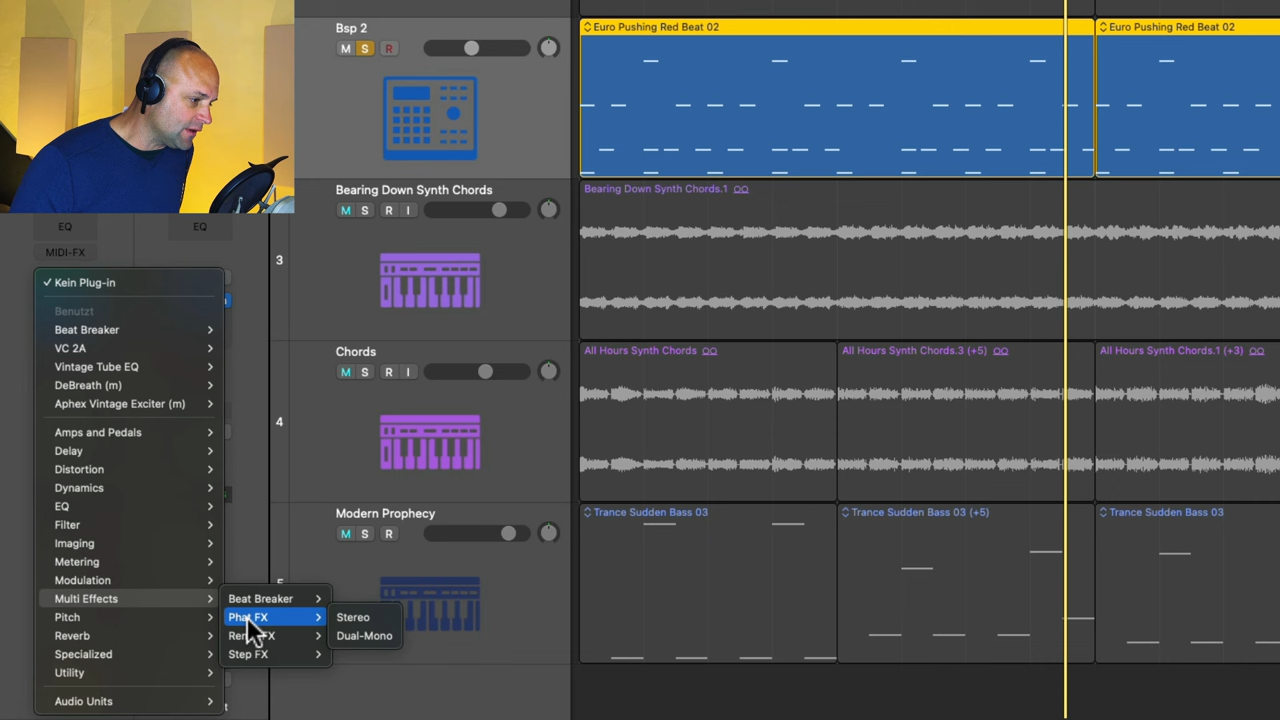 Bsp 2
M S R
Euro Pushing Red Beat 02
Euro Pushing Red Beat 02
EQ
EQ
MIDI-FX
3
Bearing Down Synth Chords
M S R I
Bearing Down Synth Chords.1
4
Chords
M S R I
All Hours Synth Chords
All Hours Synth Chords.3 (+5)
All Hours Synth Chords.1 (+3)
Modern Prophecy
M S R
Trance Sudden Bass 03
Trance Sudden Bass 03 (+5)
Trance Sudden Bass 03
✓ Kein Plug-in
Benutzt
Beat Breaker
VC 2A
Vintage Tube EQ
DeBreath (m)
Aphex Vintage Exciter (m)
Amps and Pedals
Delay
Distortion
Dynamics
EQ
Filter
Imaging
Metering
Modulation
Multi Effects
Pitch
Reverb
Specialized
Utility
Audio Units
Beat Breaker
Phat FX
FX
Step FX
Stereo
Dual-Mono